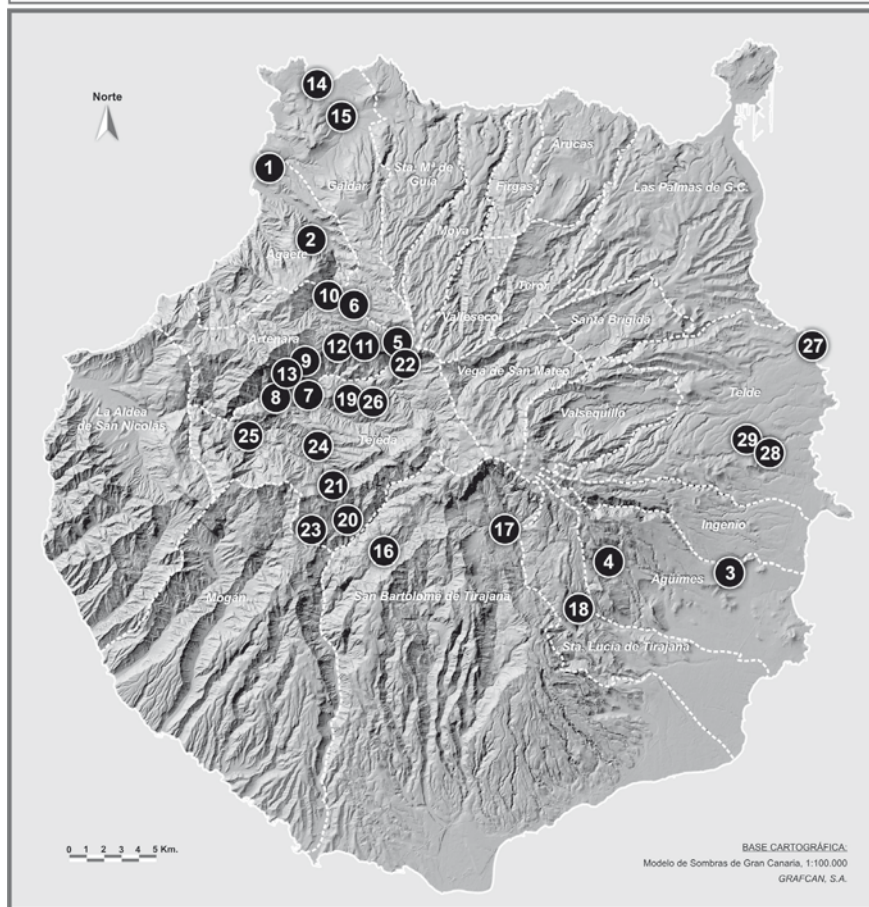 Norte
14
15
1
Sta. Mª de
Guía
Gáldar
Arucas
Firgas
Las Palmas de G.C.
Moya
2
Agaete
Teror
10
6
Valleseco
Santa Brígida
Artenara
12
11
5
22
27
9
13
Vega de San Mateo
Telde
8
7
19
26
Valsequillo
La Aldea
de San Nicolás
25
24
Tejeda
29
28
21
Ingenio
23
20
17
16
4
3
Agüimes
Mogán
San Bartolomé de Tirajana
18
Sta. Lucía de Tirajana
0 1 2 3 4 5 Km.
BASE CARTOGRÁFICA:
Modelo de Sombras de Gran Canaria, 1:100.000
GRAFCAN, S.A.